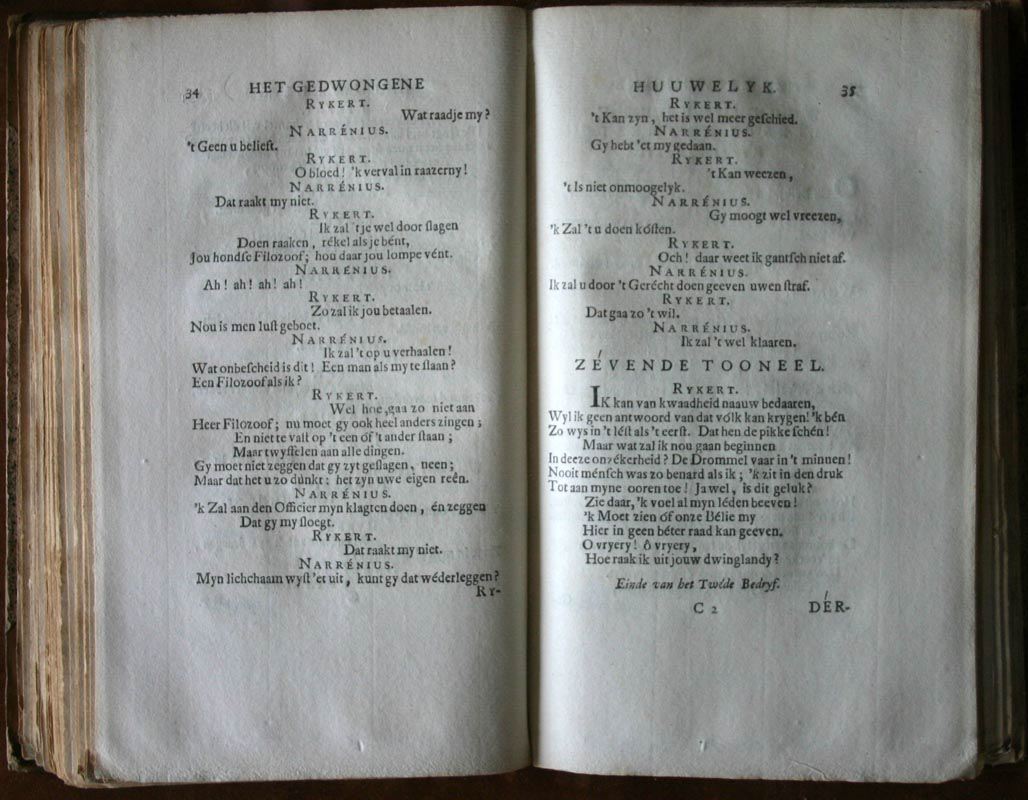 34 HET GEDWONGENE
RYKERT.
Wat raadje my?
NARRÉNIUS.
't Geen u belieft.
RYKERT.
O bloed! 'k verval in raazerny!
NARRÉNIUS.
Dat raakt my niet.
RYKERT.
Ik zal 't je wel door slagen
Doen raaken, rékel als je bént,
Jou hondse Filozoof; hou daar jou lompe vént.
NARRÉNIUS.
Ah! ah! ah! ah!
RYKERT.
Zo zal ik jou betaalen.
Nou is men lust geboet.
NARRÉNIUS.
Ik zal 't op u verhaalen!
Wat onbescheid is dit! Een man als my te slaan?
Een Filozoof als ik?
RYKERT.
Wel hoe, gaa zo niet aan
Heer Filozoof; nu moet gy ook heel anders zingen;
En niet te vast op 't een óf 't ander staan;
Maar twyffelen aan alle dingen.
Gy moet niet zeggen dat gy zyt geslagen, neen;
Maar dat het u zo dunkt: het zyn uwe eigen reên.
NARRÉNIUS.
'k Zal aan den Officier myn klagten doen, én zeggen
Dat gy my sloegt.
RYKERT.
Dat raakt my niet.
NARRÉNIUS.
Myn lichchaam wyst 'et uit, kunt gy dat wéderleggen?
RY-
HUUWELYK. 35
RYKERT.
't Kan zyn, het is wel meer geschied.
NARRÉNIUS.
Gy hebt 'et my gedaan.
RYKERT.
't Kan weezen,
't Is niet onmoogelyk.
NARRÉNIUS.
Gy moogt wel vreezen,
'k Zal 't u doen kósten.
RYKERT.
Och! daar weet ik gantsch niet af.
NARRÉNIUS.
Ik zal u door 't Gerécht doen geeven uwen straf.
RYKERT.
Dat gaa zo 't wil.
NARRÉNIUS.
Ik zal 't wel klaaren.
ZÉVENDE TOONEEL.
RYKERT.
IK kan van kwaadheid naauw bedaaren,
Wyl ik geen antwoord van dat vólk kan krygen! 'k bén
Zo wys in 't lést als 't eerst. Dat hen de pikke schén!
Maar wat zal ik nou gaan beginnen
In deeze onzékerheid? De Drommel vaar in 't minnen!
Nooit ménsch was zo benard als ik; 'k zit in den druk
Tot aan myne ooren toe! Ja wel, is dit geluk?
Zie daar, 'k voel al myn léden beeven!
'k Moet zien óf onze Bélie my
Hier in geen béter raad kan geeven.
O vryery! ô vryery,
Hoe raak ik uit jouw dwinglandy?
Einde van het Twéde Bedryf.
C 2 DÉR-